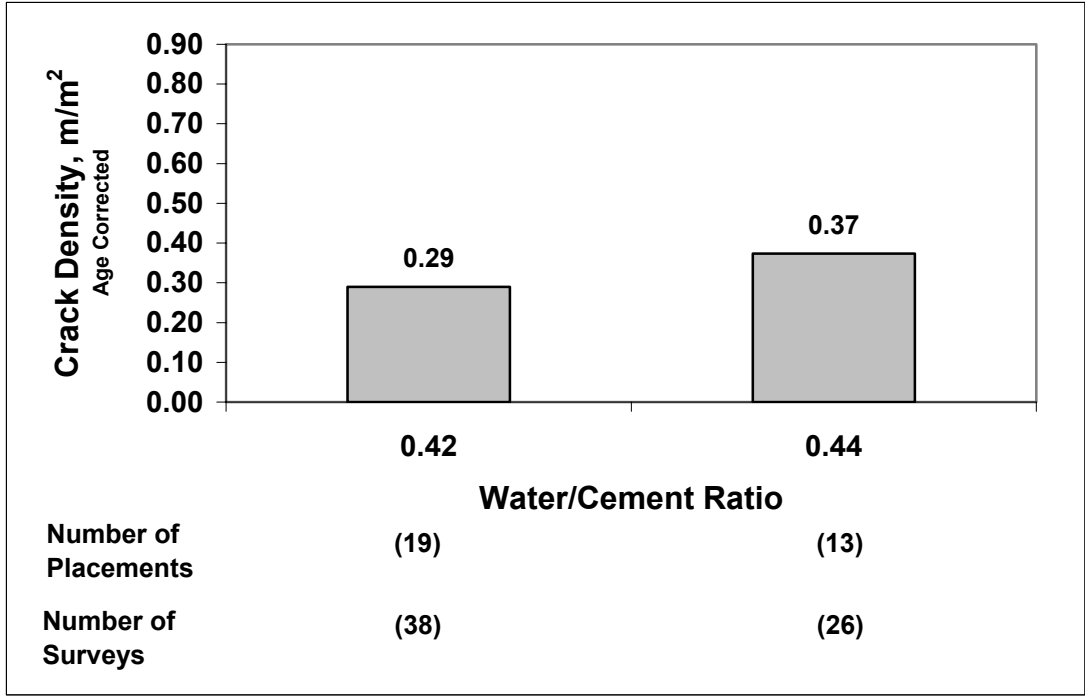 Crack Density, m/m²
Age Corrected
0.90
0.80
0.70
0.60
0.50
0.40
0.30
0.20
0.10
0.00
0.29
0.37
0.42
0.44
Water/Cement Ratio
Number of
Placements
(19)
(13)
Number of
Surveys
(38)
(26)